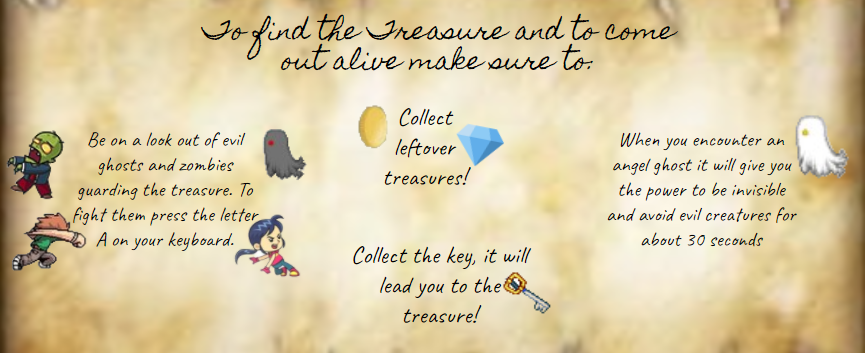 To find the Treasure and to come
out alive make sure to:
Be on a look out of evil
ghosts and zombies
guarding the treasure. To
fight them press the letter
A on your keyboard.
Collect
leftover
treasures!
Collect the key, it will
lead you to the
treasure!
When you encounter an
angel ghost it will give you
the power to be invisible
and avoid evil creatures for
about 30 seconds